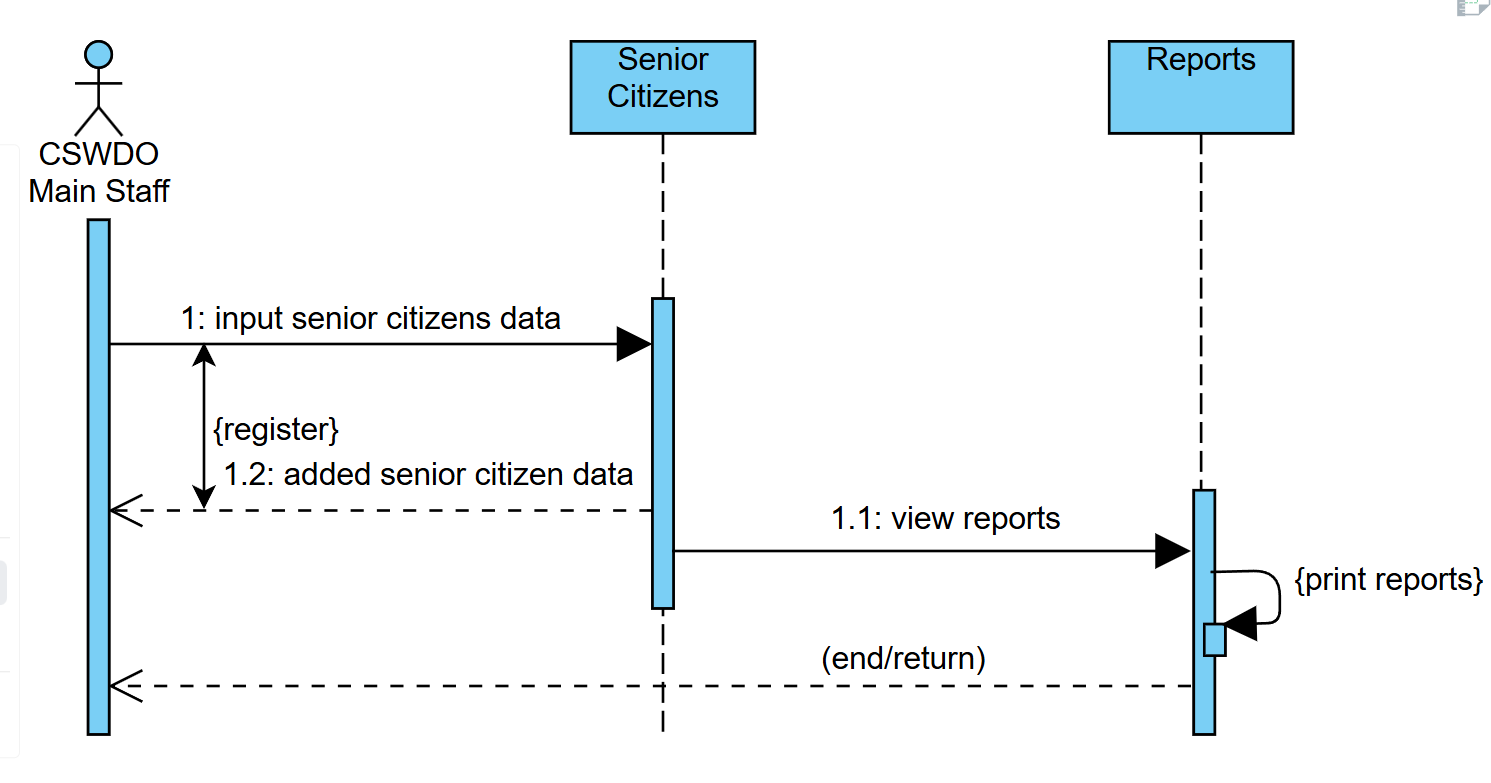 CSWDO
Main Staff
Senior
Citizens
Reports
1: input senior citizens data
{register}
1.2: added senior citizen data
1.1: view reports
{print reports}
(end/return)